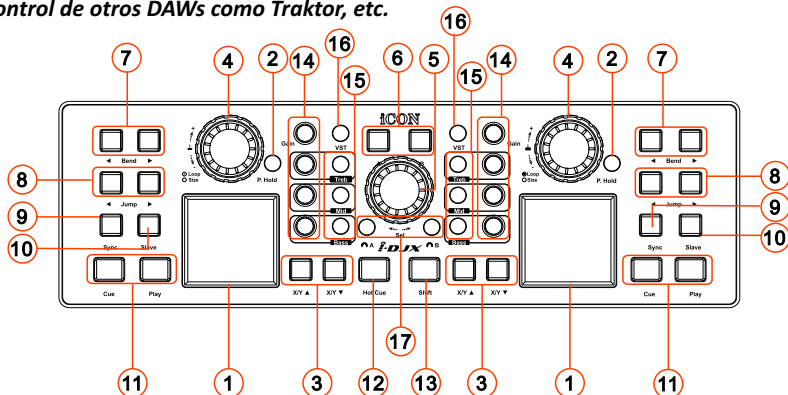 ontrol de otros DAWs como Traktor, etc.
7 4 2 14 16 15 6 5 16 15 14 4 2 7
iCON
Gain VST VST Gain
◄ Bend ► P. Hold Treb Treb P. Hold ◄ Bend ►
Loop
Size
Loop
Size
8 8
◄ Jump ► Mid Mid ◄ Jump ►
9 9
Sync Slave Bass Sel Bass Sync Slave
10 10
A i-DJX B
Cue Play X/Y ▲ X/Y ▼ Hot Cue Shift X/Y ▲ X/Y ▼ Cue Play
17
11 1 3 12 13 3 1 11